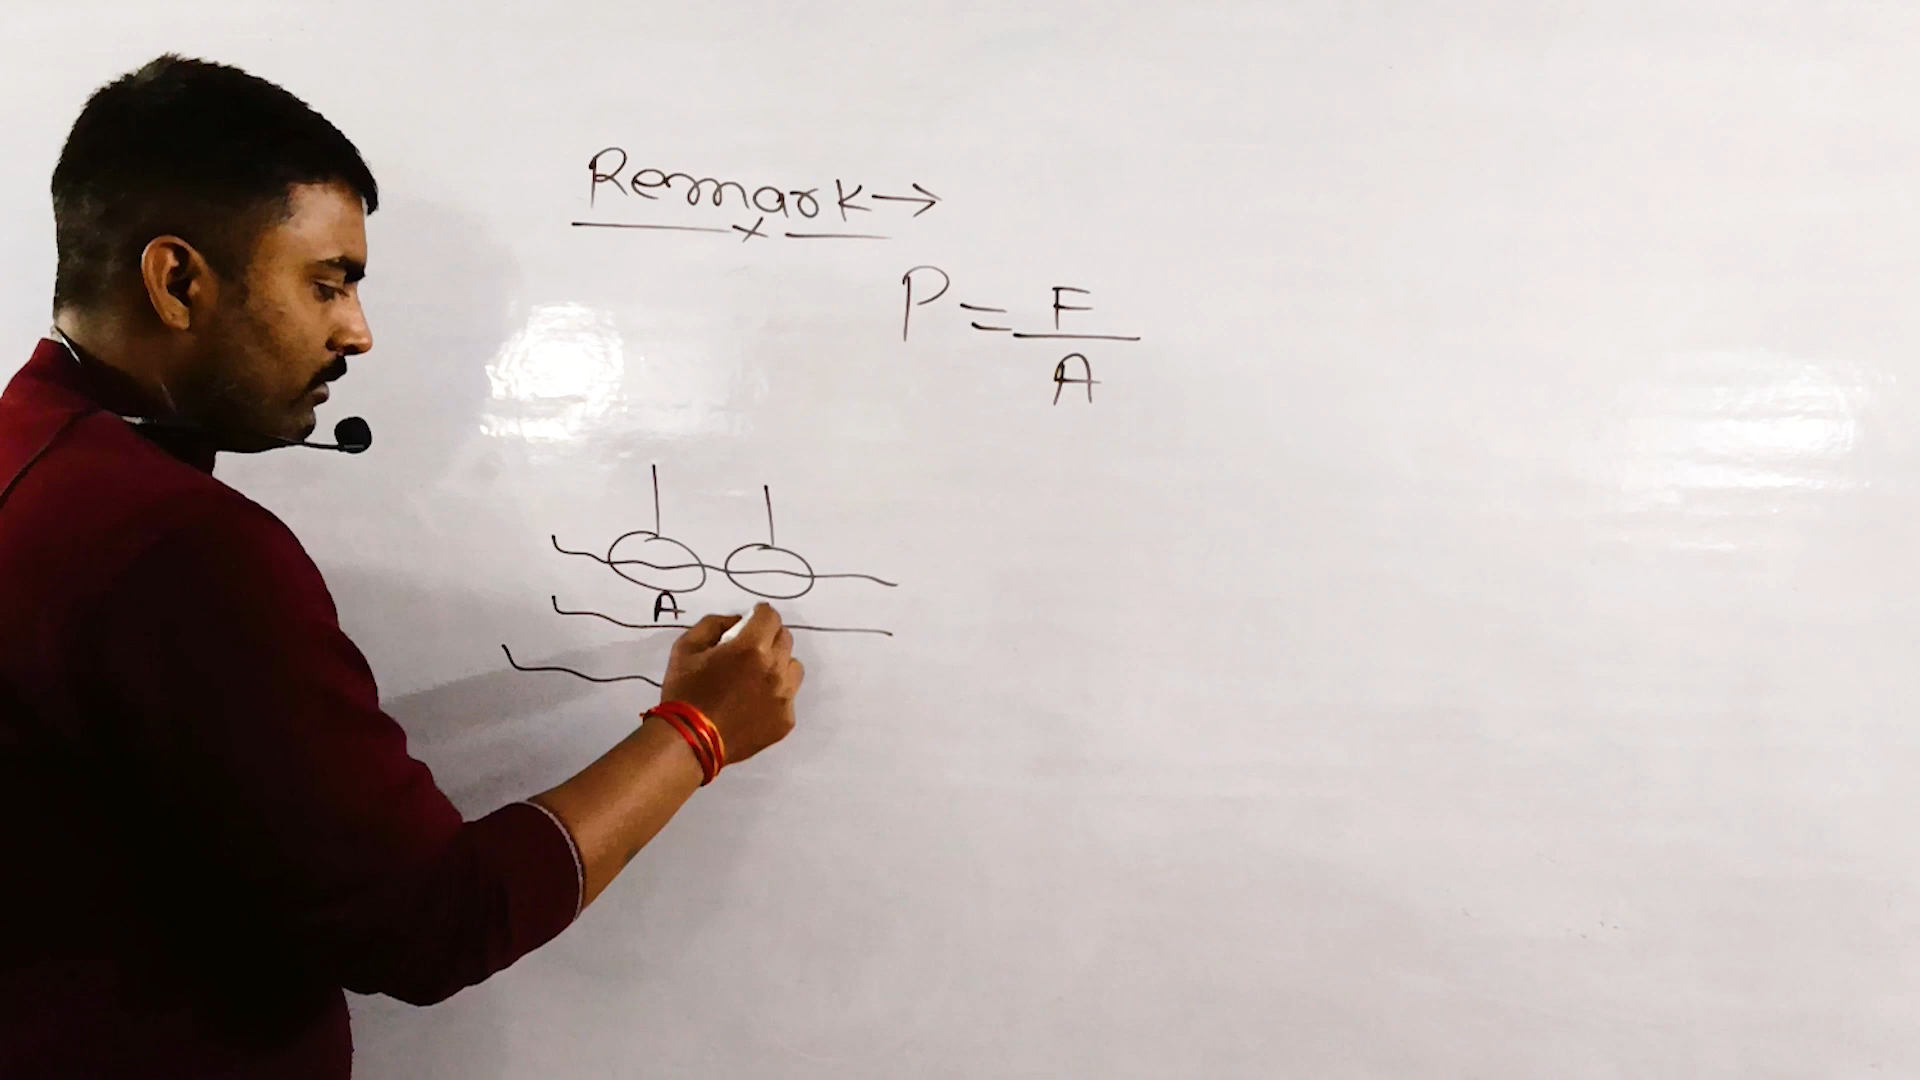 Remark→
P = F/A
A